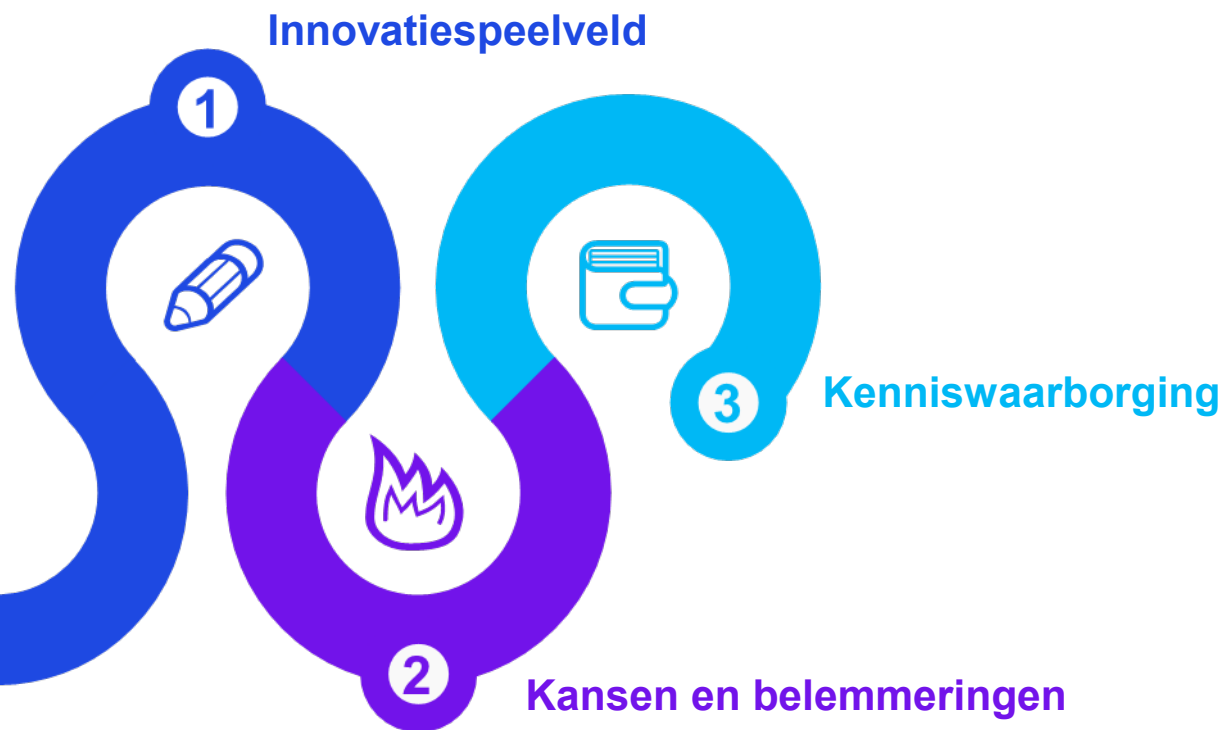 Innovatiespeelveld
1
3
Kenniswaarborging
2
Kansen en belemmeringen